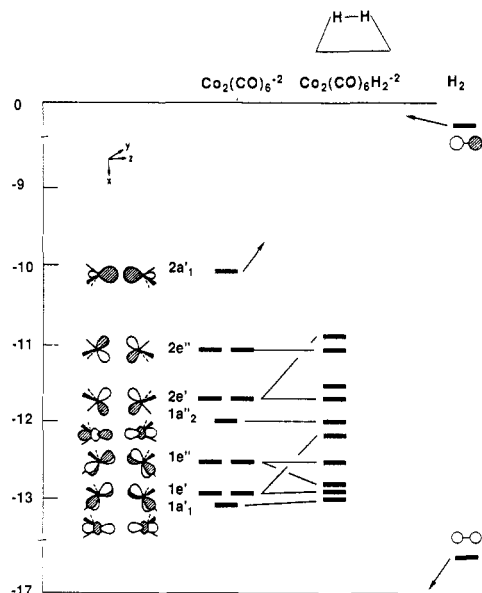 H-H
Co2(CO)6-2 Co2(CO)6H2-2 H2
0
y
z
x
-9
-10
2a'1
-11
2e"
2e'
-12
1a"2
1e"
-13
1e'
1a'1
-17